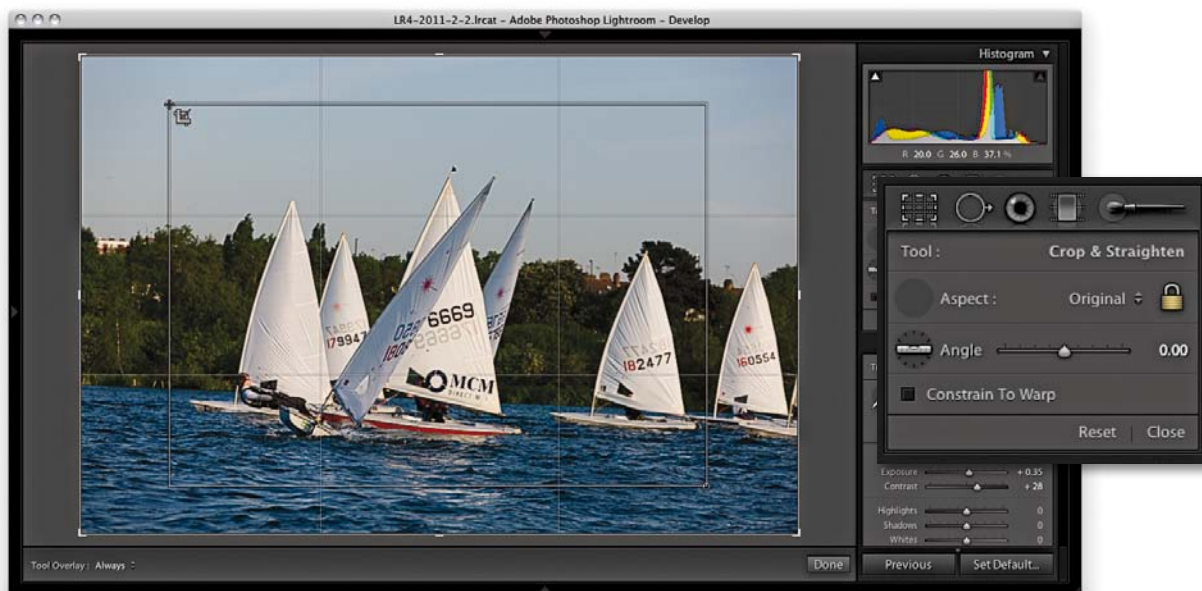 LR4-2011-2-2.lrcat – Adobe Photoshop Lightroom – Develop
Histogram
R 20.0 G 26.0 B 37.1 %
Tool :
Crop & Straighten
Aspect :
Original
Angle
0.00
Constrain To Warp
Reset | Close
179947
6999
182477
160554
MCM
DIRECT
Exposure + 0.35
Contrast + 28
Highlights 0
Shadows 0
Whites 0
Tool Overlay : Always
Done
Previous
Set Default...